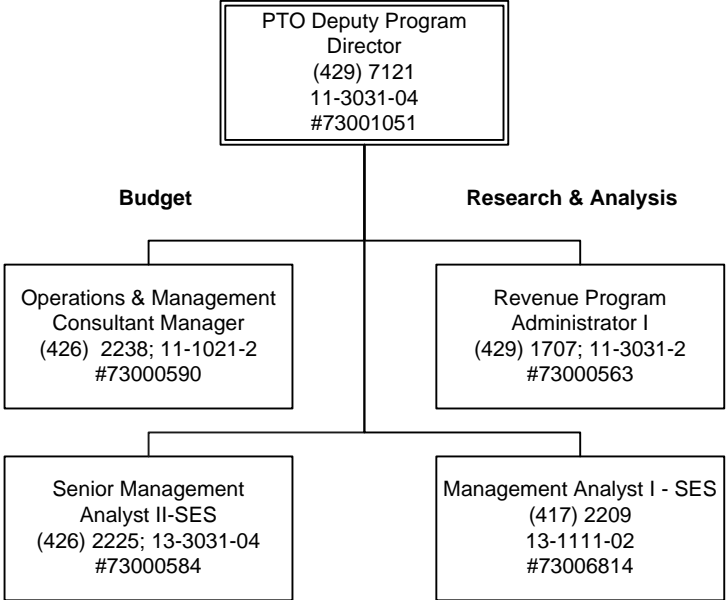 PTO Deputy Program
Director
(429) 7121
11-3031-04
#73001051
Budget
Research & Analysis
Operations & Management
Consultant Manager
(426) 2238; 11-1021-2
#73000590
Revenue Program
Administrator I
(429) 1707; 11-3031-2
#73000563
Senior Management
Analyst II-SES
(426) 2225; 13-3031-04
#73000584
Management Analyst I - SES
(417) 2209
13-1111-02
#73006814